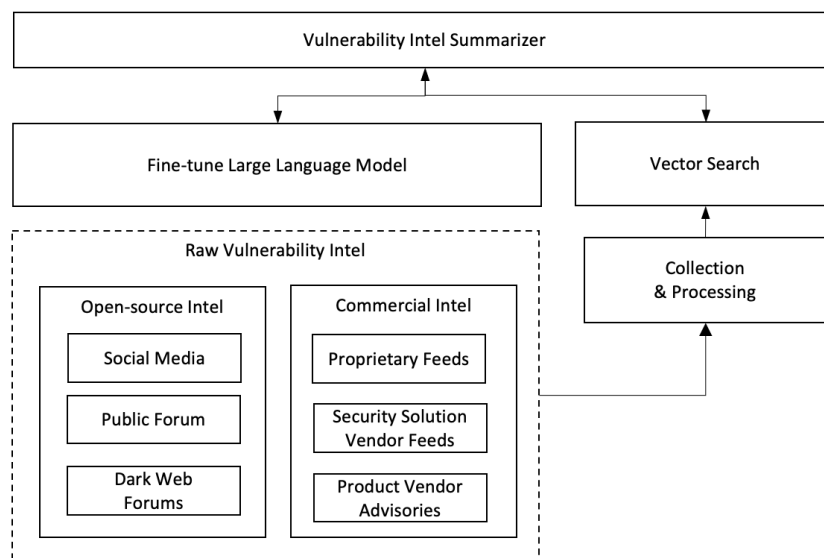 Vulnerability Intel Summarizer
Fine-tune Large Language Model
Vector Search
Raw Vulnerability Intel
Collection
& Processing
Open-source Intel
Social Media
Public Forum
Dark Web
Forums
Commercial Intel
Proprietary Feeds
Security Solution
Vendor Feeds
Product Vendor
Advisories